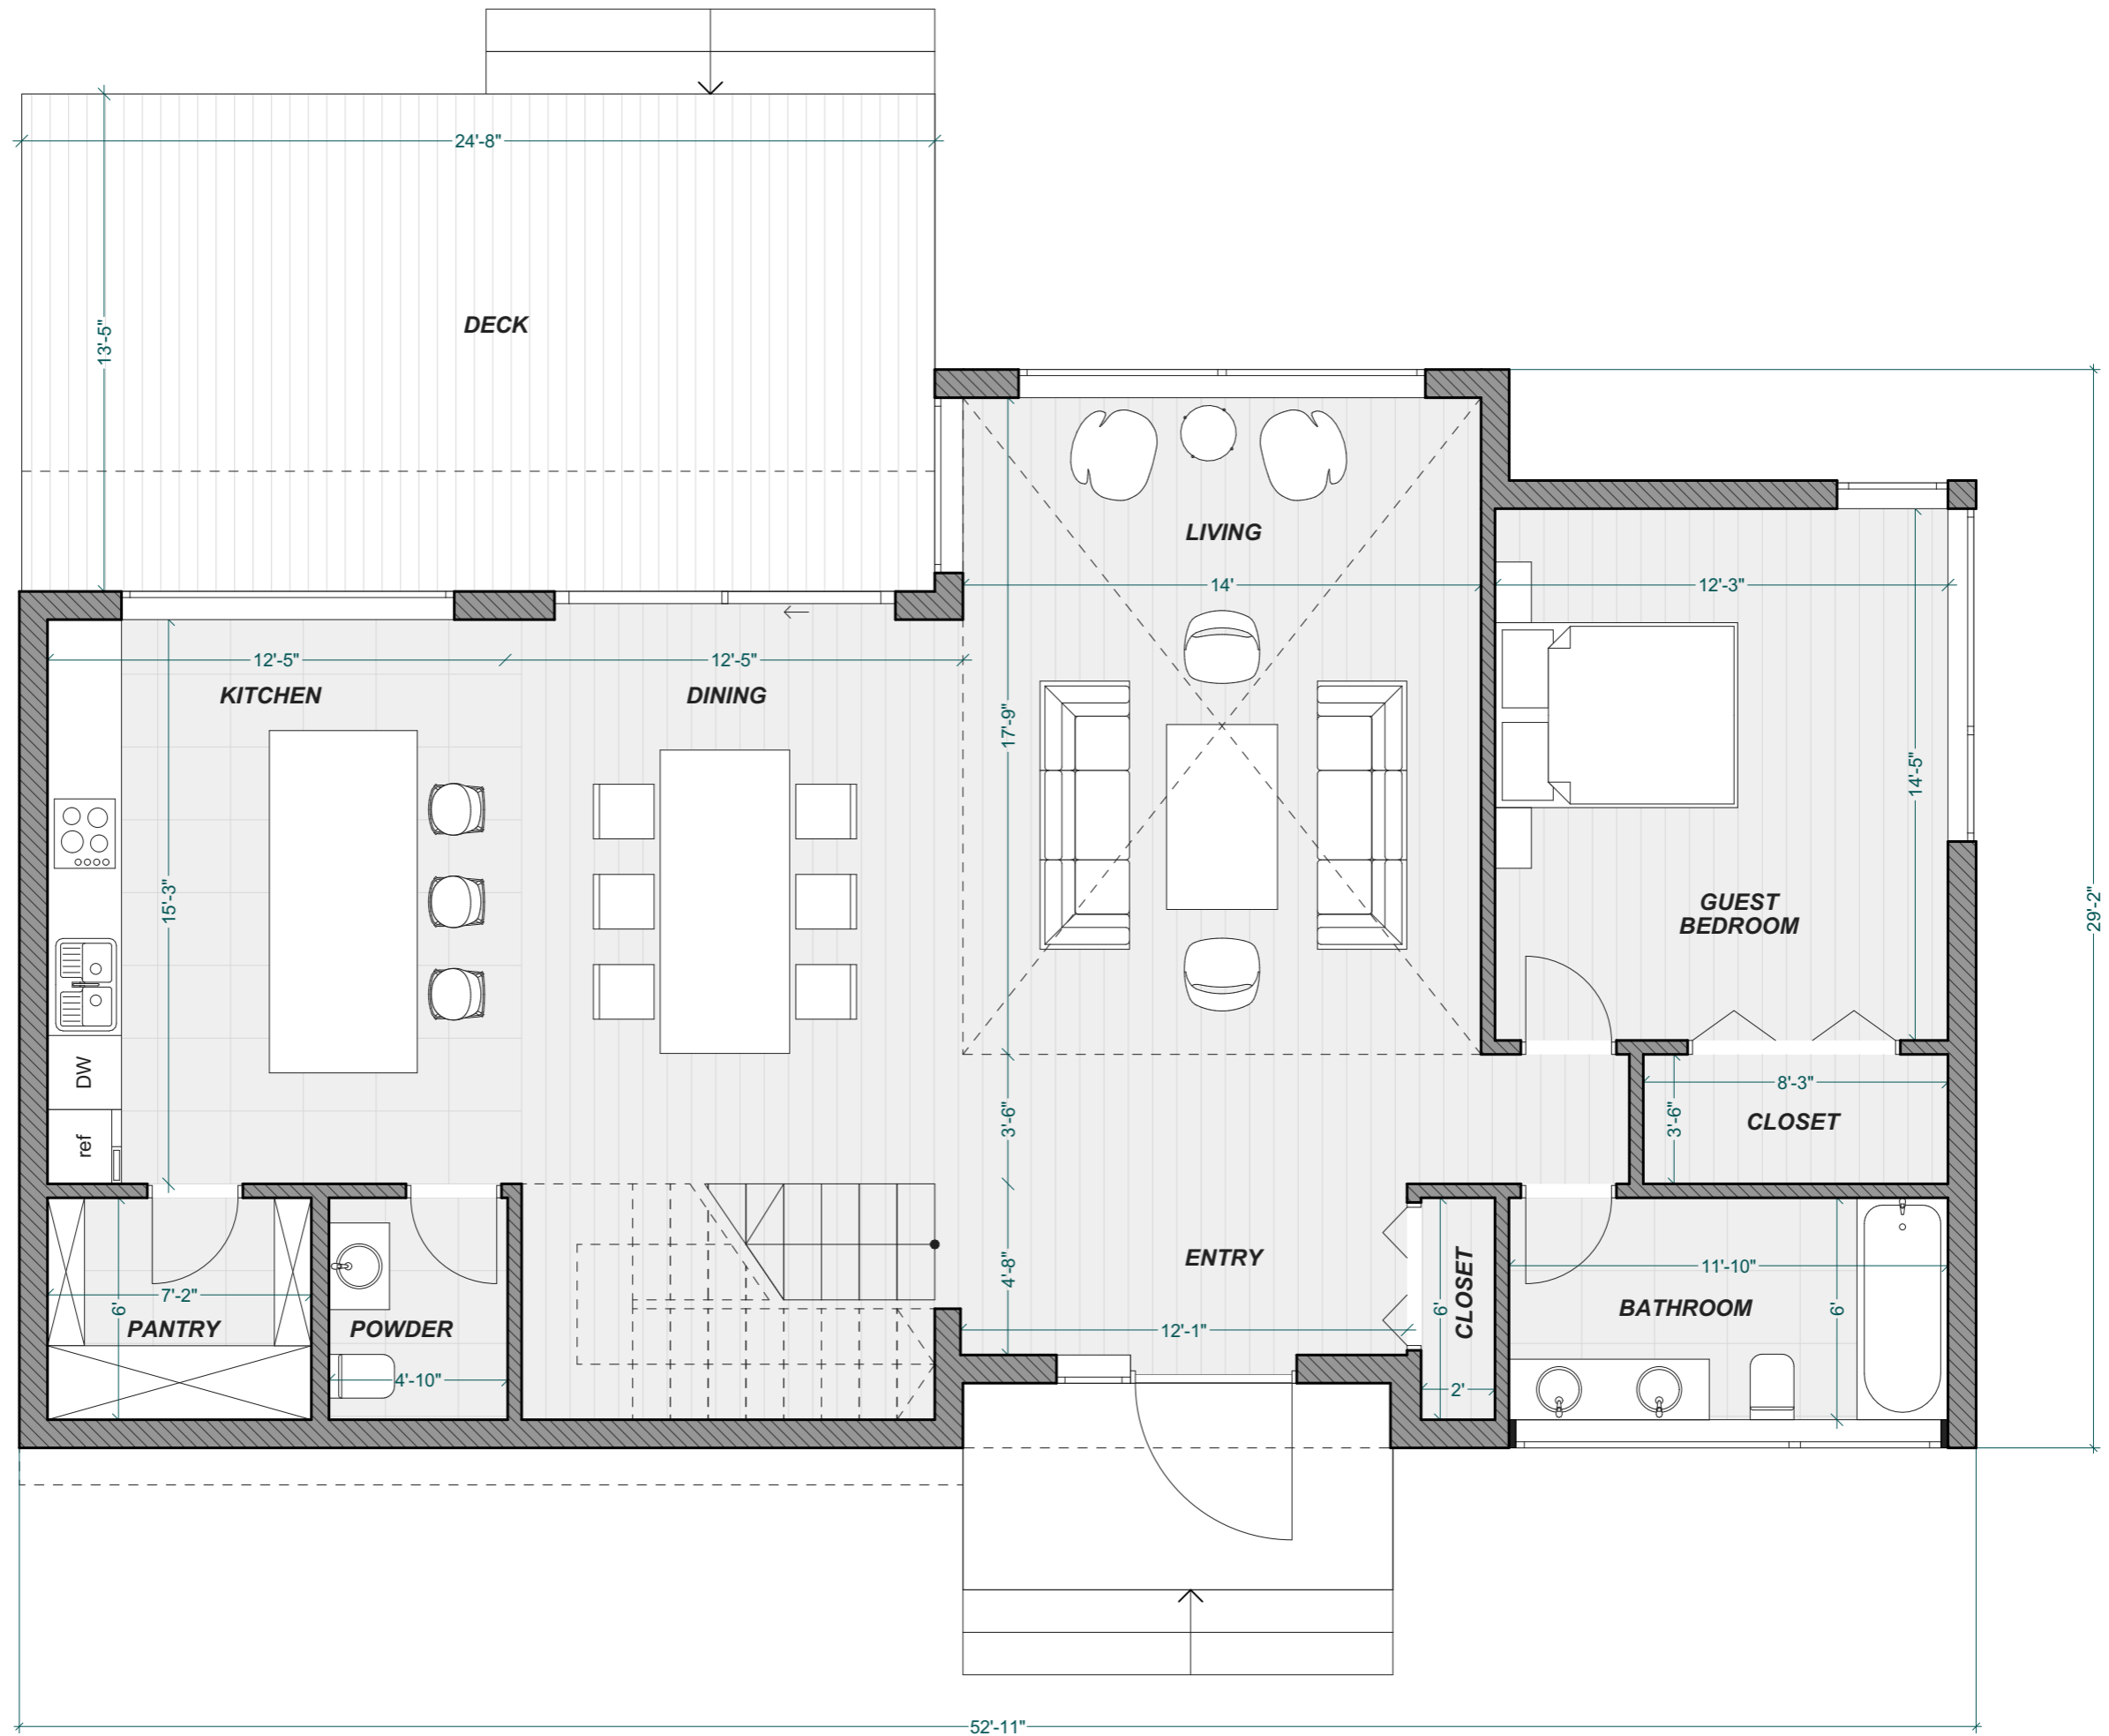 24'-8"
13'-5"
DECK
LIVING
14'
12'-3"
12'-5"
12'-5"
KITCHEN
DINING
17'-9"
14'-5"
15'-3"
GUEST
BEDROOM
29'-2"
DW
ref
8'-3"
3'-6"
3'-6"
CLOSET
ENTRY
4'-8"
CLOSET
6'
2'
11'-10"
BATHROOM
6'
7'-2"
6'
PANTRY
POWDER
4'-10"
12'-1"
52'-11"